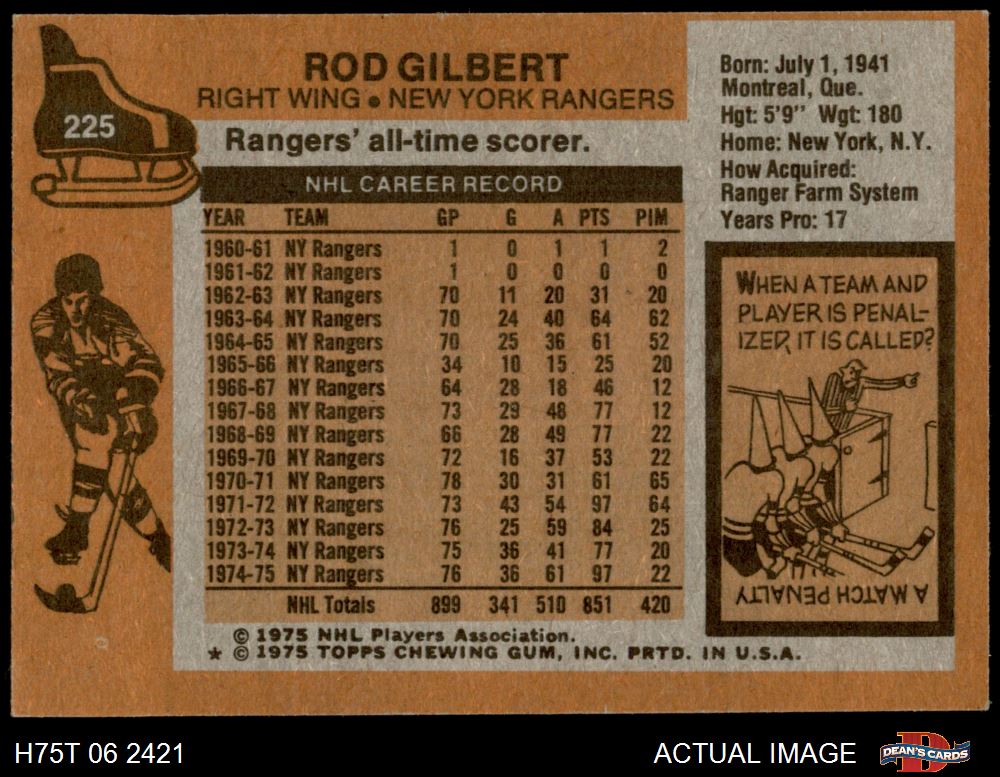 225
ROD GILBERT
RIGHT WING • NEW YORK RANGERS
Rangers' all-time scorer.
NHL CAREER RECORD
YEAR TEAM GP G A PTS PIM
1960-61 NY Rangers 1 0 1 1 2
1961-62 NY Rangers 1 0 0 0 0
1962-63 NY Rangers 70 11 20 31 20
1963-64 NY Rangers 70 24 40 64 62
1964-65 NY Rangers 70 25 36 61 52
1965-66 NY Rangers 34 10 15 25 20
1966-67 NY Rangers 64 28 18 46 12
1967-68 NY Rangers 73 29 48 77 12
1968-69 NY Rangers 66 28 49 77 22
1969-70 NY Rangers 72 16 37 53 22
1970-71 NY Rangers 78 30 31 61 65
1971-72 NY Rangers 73 43 54 97 64
1972-73 NY Rangers 76 25 59 84 25
1973-74 NY Rangers 75 36 41 77 20
1974-75 NY Rangers 76 36 61 97 22
NHL Totals 899 341 510 851 420
© 1975 NHL Players Association.
* © 1975 TOPPS CHEWING GUM, INC. PRTD. IN U.S.A.
Born: July 1, 1941
Montreal, Que.
Hgt: 5'9" Wgt: 180
Home: New York, N.Y.
How Acquired:
Ranger Farm System
Years Pro: 17
WHEN A TEAM AND
PLAYER IS PENAL-
IZED, IT IS CALLED?
A MATCH PENALTY
H75T 06 2421
ACTUAL IMAGE
DEAN'S CARDS